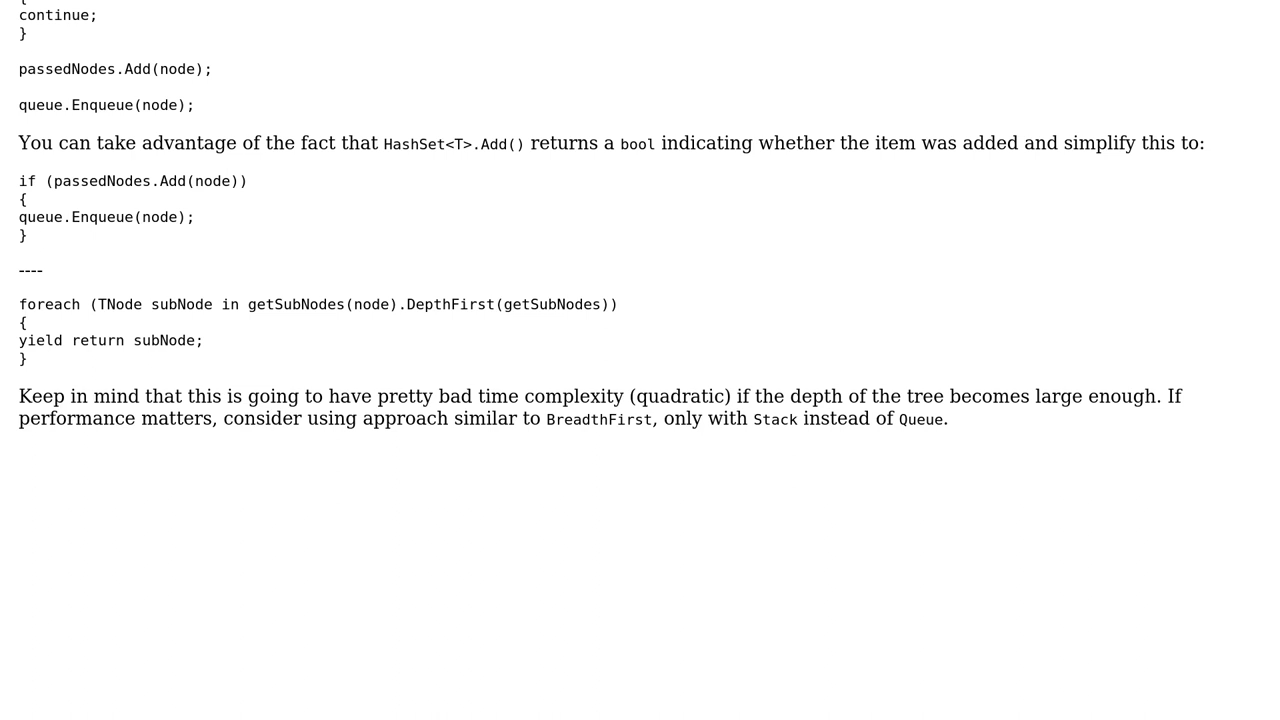 {
continue;
}
passedNodes.Add(node);
queue.Enqueue(node);
You can take advantage of the fact that HashSet<T>.Add() returns a bool indicating whether the item was added and simplify this to:
if (passedNodes.Add(node))
{
queue.Enqueue(node);
}
----
foreach (TNode subNode in getSubNodes(node).DepthFirst(getSubNodes))
{
yield return subNode;
}
Keep in mind that this is going to have pretty bad time complexity (quadratic) if the depth of the tree becomes large enough. If
performance matters, consider using approach similar to BreadthFirst, only with Stack instead of Queue.